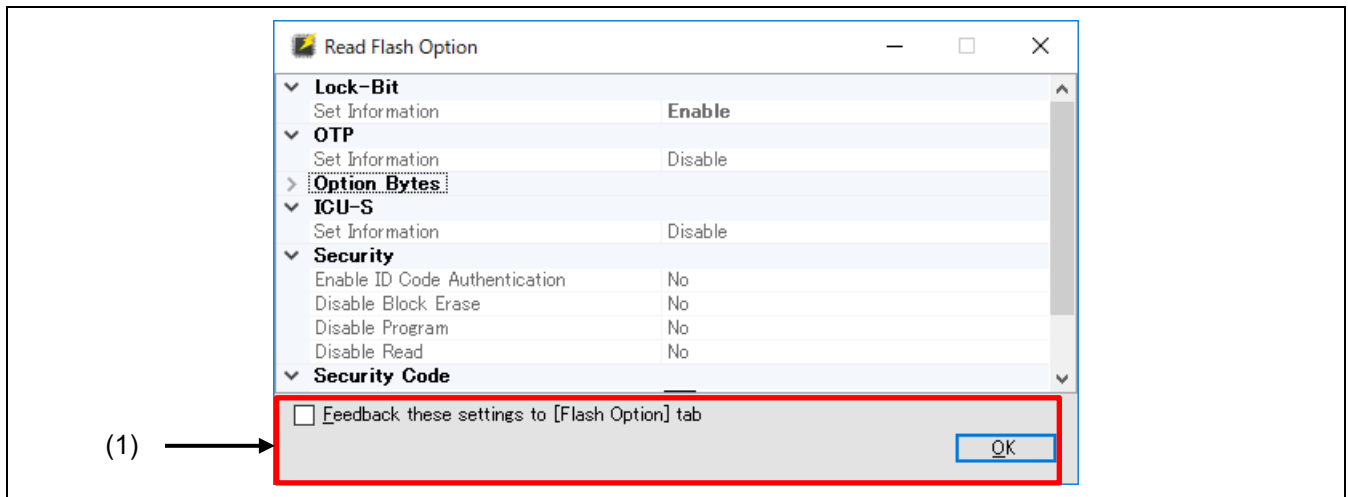 Read Flash Option
Lock-Bit
Set Information Enable
OTP
Set Information Disable
Option Bytes
ICU-S
Set Information Disable
Security
Enable ID Code Authentication No
Disable Block Erase No
Disable Program No
Disable Read No
Security Code
Feedback these settings to [Flash Option] tab
(1)
OK